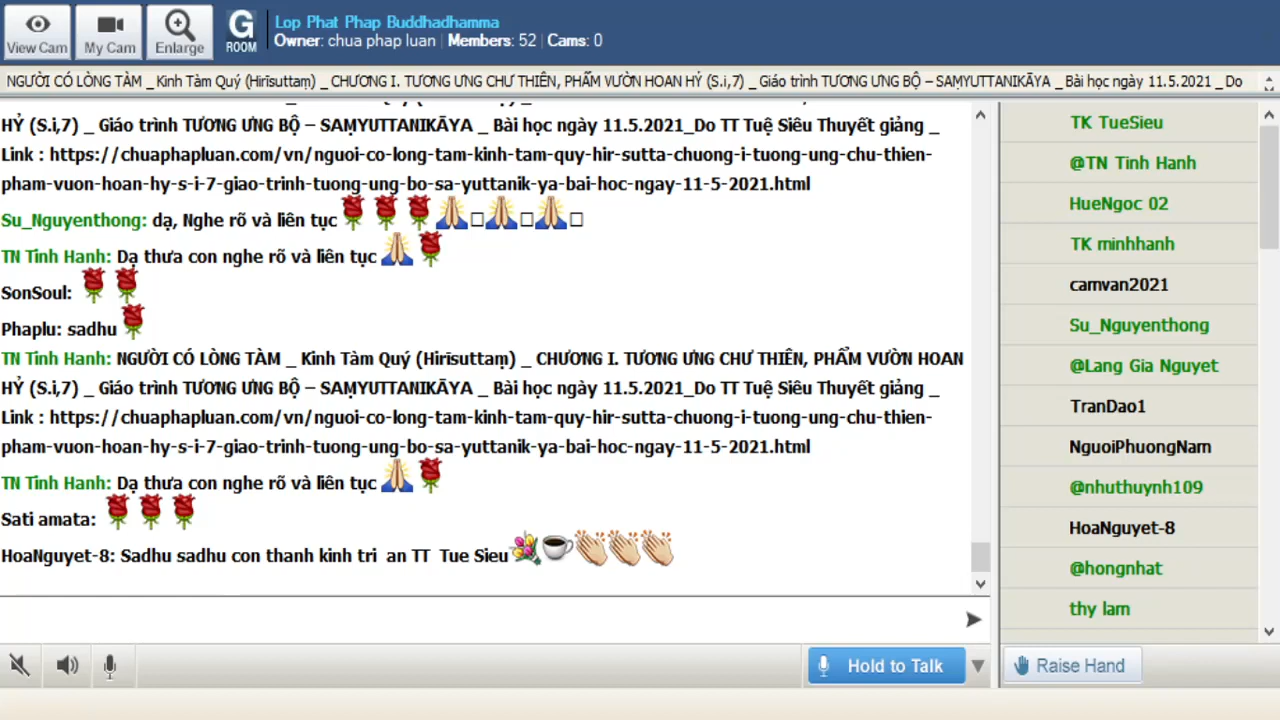 View Cam
My Cam
Enlarge
G
ROOM
Lop Phat Phap Buddhadhamma
Owner: chua phap luan | Members: 52 | Cams: 0
NGƯỜI CÓ LÒNG TÀM _ Kinh Tàm Quý (Hirīsuttaṃ) _ CHƯƠNG I. TƯƠNG ƯNG CHƯ THIÊN, PHẨM VƯỜN HOAN HỶ (S.i,7) _ Giáo trình TƯƠNG ƯNG BỘ – SAṂYUTTANIKĀYA _ Bài học ngày 11.5.2021 _ Do
HỶ (S.i,7) _ Giáo trình TƯƠNG ƯNG BỘ – SAṂYUTTANIKĀYA _ Bài học ngày 11.5.2021_Do TT Tuệ Siêu Thuyết giảng _
Link : https://chuaphapluan.com/vn/nguoi-co-long-tam-kinh-tam-quy-hir-sutta-chuong-i-tuong-ung-chu-thien-
pham-vuon-hoan-hy-s-i-7-giao-trinh-tuong-ung-bo-sa-yuttanik-ya-bai-hoc-ngay-11-5-2021.html
Su_Nguyenthong: dạ, Nghe rõ và liên tục 🌹🌹🌹🙏□🙏□🙏□
TN Tinh Hanh: Dạ thưa con nghe rõ và liên tục 🙏🌹
SonSoul: 🌹🌹
Phaplu: sadhu 🌹
TN Tinh Hanh: NGƯỜI CÓ LÒNG TÀM _ Kinh Tàm Quý (Hirīsuttaṃ) _ CHƯƠNG I. TƯƠNG ƯNG CHƯ THIÊN, PHẨM VƯỜN HOAN
HỶ (S.i,7) _ Giáo trình TƯƠNG ƯNG BỘ – SAṂYUTTANIKĀYA _ Bài học ngày 11.5.2021_Do TT Tuệ Siêu Thuyết giảng _
Link : https://chuaphapluan.com/vn/nguoi-co-long-tam-kinh-tam-quy-hir-sutta-chuong-i-tuong-ung-chu-thien-
pham-vuon-hoan-hy-s-i-7-giao-trinh-tuong-ung-bo-sa-yuttanik-ya-bai-hoc-ngay-11-5-2021.html
TN Tinh Hanh: Dạ thưa con nghe rõ và liên tục 🙏🌹
Sati amata: 🌹🌹🌹
HoaNguyet-8: Sadhu sadhu con thanh kinh tri an TT Tue Sieu 💐☕👏👏👏
TK TueSieu
@TN Tinh Hanh
HueNgoc 02
TK minhhanh
camvan2021
Su_Nguyenthong
@Lang Gia Nguyet
TranDao1
NguoiPhuongNam
@nhuthuynh109
HoaNguyet-8
@hongnhat
thy lam
Hold to Talk
Raise Hand